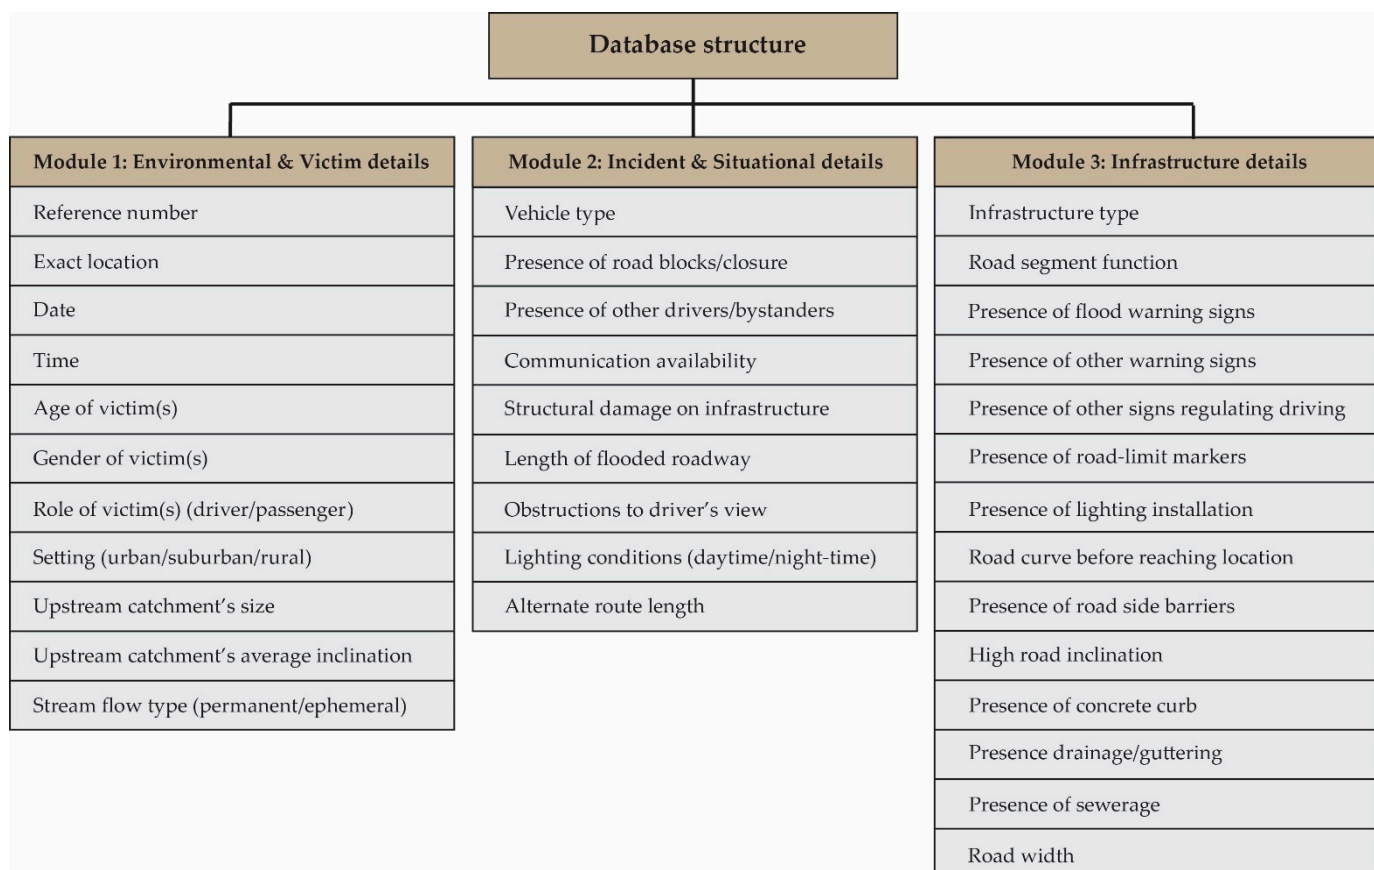 Database structure
Module 1: Environmental & Victim details
Reference number
Exact location
Date
Time
Age of victim(s)
Gender of victim(s)
Role of victim(s) (driver/passenger)
Setting (urban/suburban/rural)
Upstream catchment’s size
Upstream catchment’s average inclination
Stream flow type (permanent/ephemeral)
Module 2: Incident & Situational details
Vehicle type
Presence of road blocks/closure
Presence of other drivers/bystanders
Communication availability
Structural damage on infrastructure
Length of flooded roadway
Obstructions to driver’s view
Lighting conditions (daytime/night-time)
Alternate route length
Module 3: Infrastructure details
Infrastructure type
Road segment function
Presence of flood warning signs
Presence of other warning signs
Presence of other signs regulating driving
Presence of road-limit markers
Presence of lighting installation
Road curve before reaching location
Presence of road side barriers
High road inclination
Presence of concrete curb
Presence drainage/guttering
Presence of sewerage
Road width